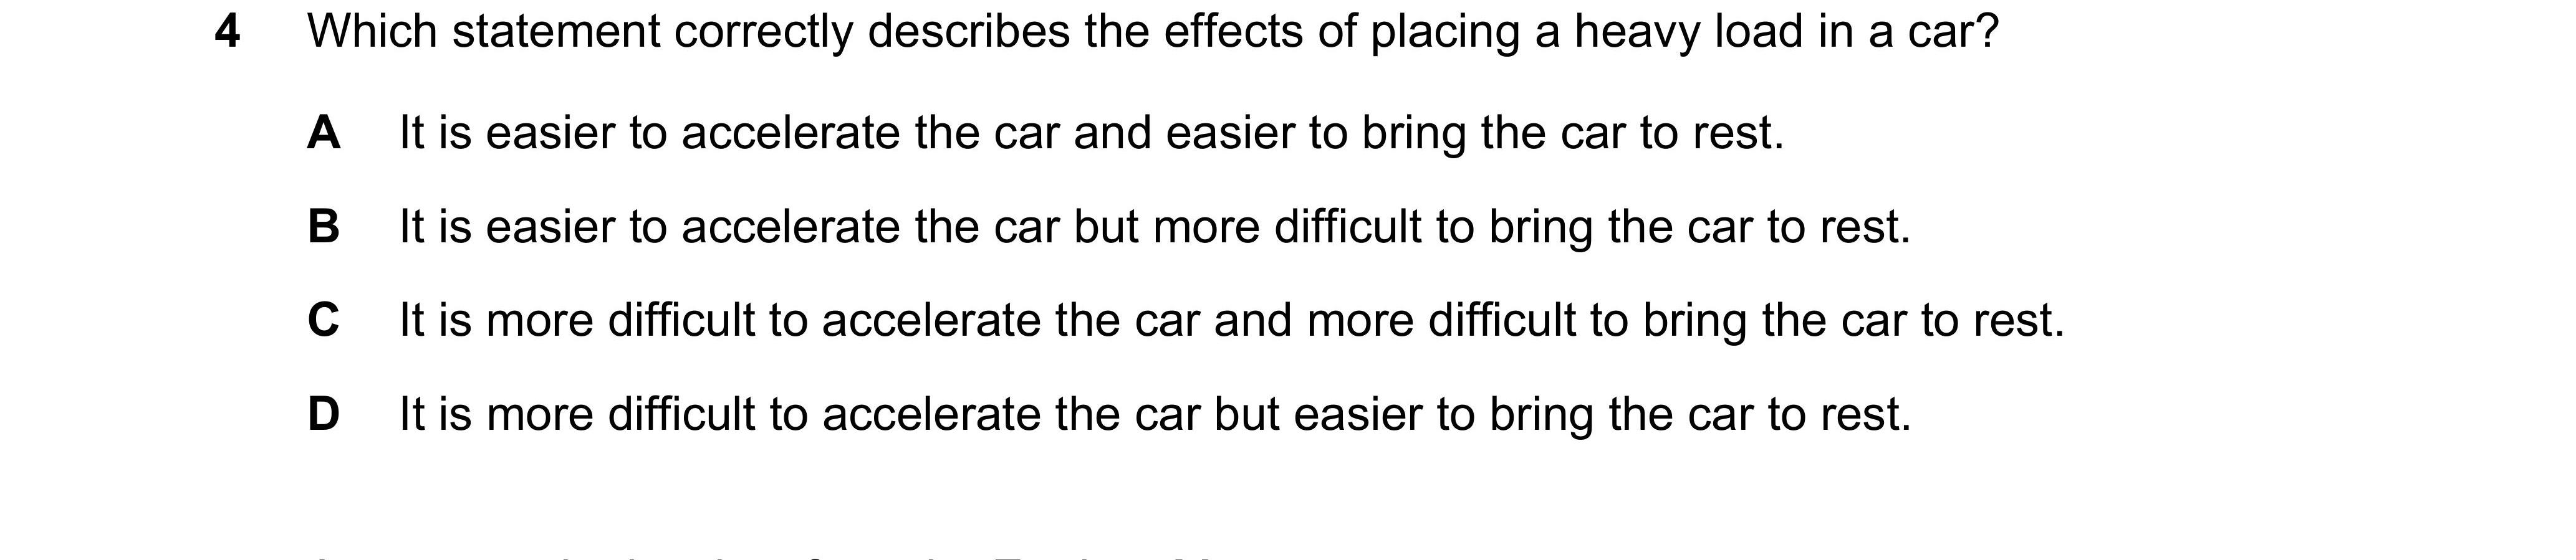 4 Which statement correctly describes the effects of placing a heavy load in a car?
A It is easier to accelerate the car and easier to bring the car to rest.
B It is easier to accelerate the car but more difficult to bring the car to rest.
C It is more difficult to accelerate the car and more difficult to bring the car to rest.
D It is more difficult to accelerate the car but easier to bring the car to rest.